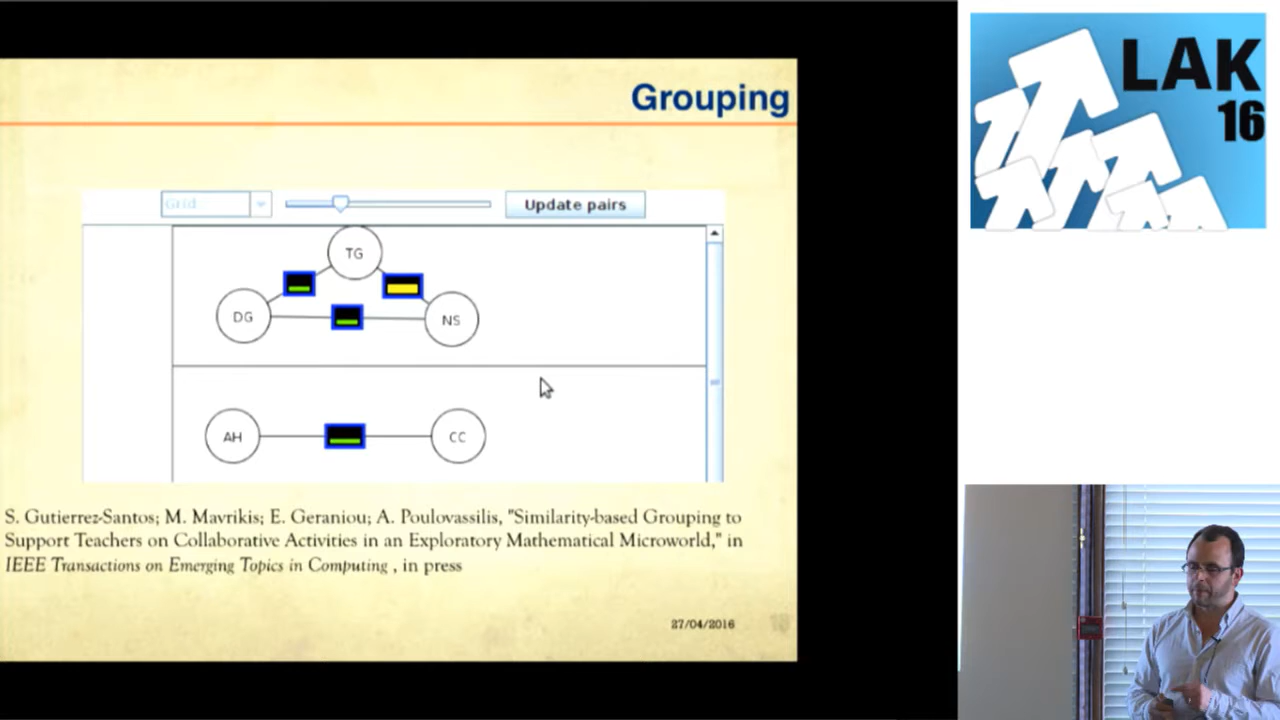 Grouping
Grid
Update pairs
TG
DG
NS
AH
CC
S. Gutierrez-Santos; M. Mavrikis; E. Geraniou; A. Poulovassilis, "Similarity-based Grouping to
Support Teachers on Collaborative Activities in an Exploratory Mathematical Microworld," in
IEEE Transactions on Emerging Topics in Computing , in press
27/04/2016
LAK
16